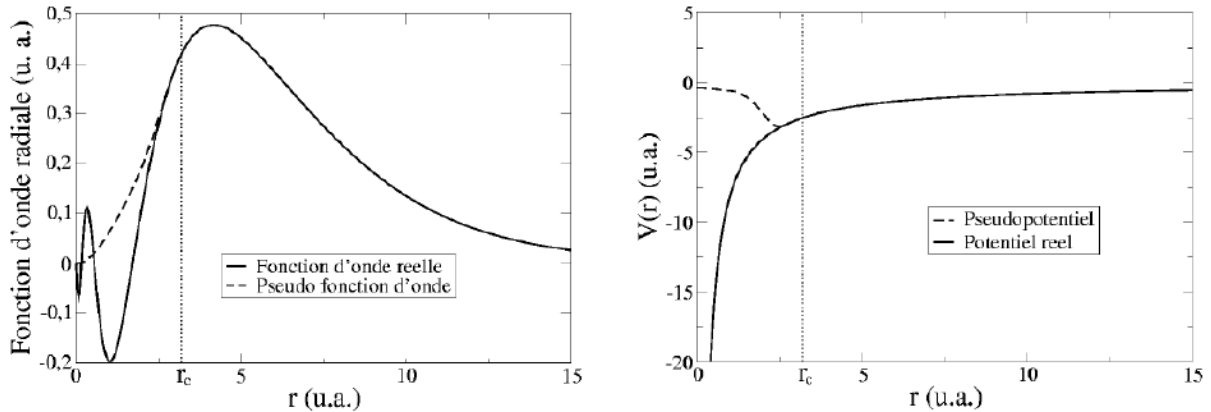 Fonction d'onde radiale (u. a.)
0,5
0,4
0,3
0,2
0,1
0
-0,1
-0,2
Fonction d'onde reelle
Pseudo fonction d'onde
0
r_c
5
10
15
r (u.a.)
V(r) (u.a.)
5
0
-5
-10
-15
-20
Pseudopotentiel
Potentiel reel
0
r_c
5
10
15
r (u.a.)